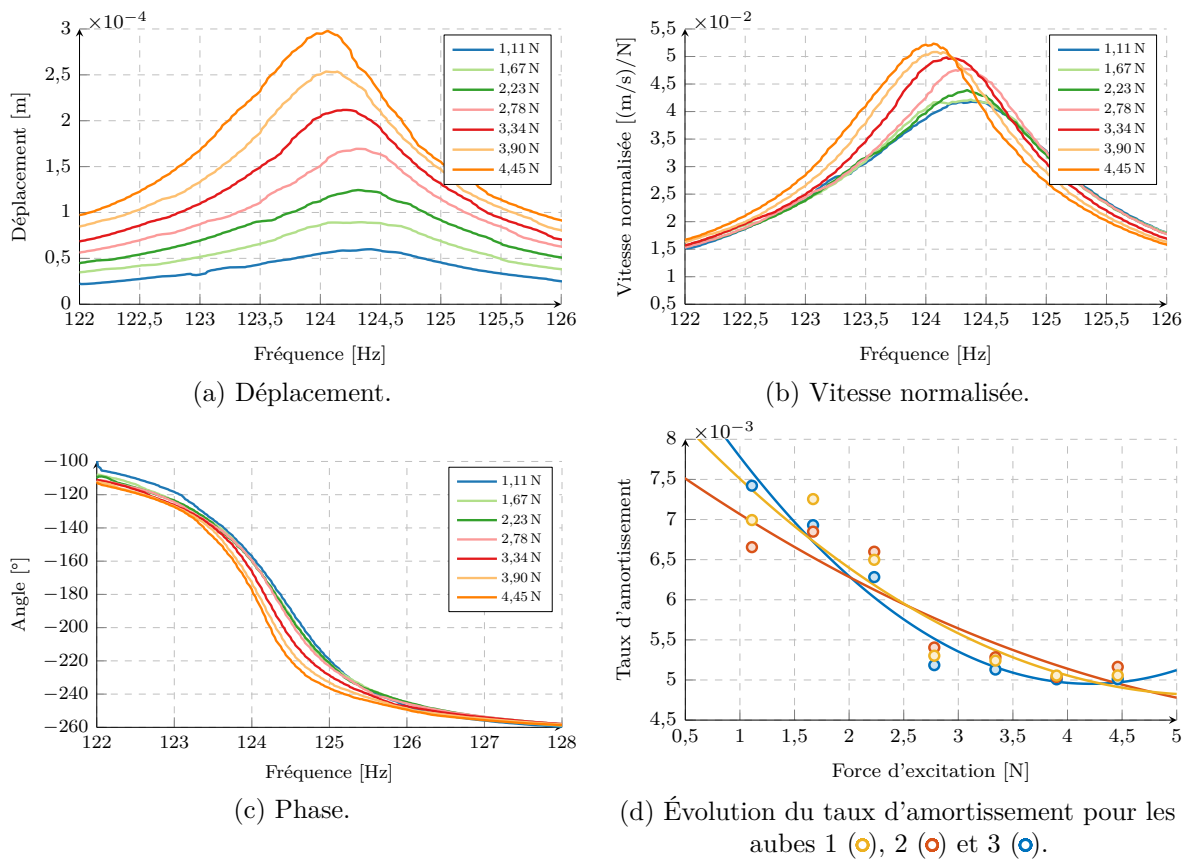 ×10−4
3
2
1
0,5
0
Déplacement [m]
122
122,5
123
123,5
124
124,5
125
125,5
126
Fréquence [Hz]
1,11 N
1,67 N
2,23 N
2,78 N
3,34 N
3,90 N
4,45 N
(a) Déplacement.
×10−2
5,5
5
4,5
4
3,5
3
2,5
2
1,5
1
0,5
Vitesse normalisée [(m/s)/N]
122
122,5
123
123,5
124
124,5
125
125,5
126
Fréquence [Hz]
1,11 N
1,67 N
2,23 N
2,78 N
3,34 N
3,90 N
4,45 N
(b) Vitesse normalisée.
−100
−120
−140
−160
−180
−200
−220
−240
−260
Angle [°]
122
123
124
125
126
127
128
Fréquence [Hz]
1,11 N
1,67 N
2,23 N
2,78 N
3,34 N
3,90 N
4,45 N
(c) Phase.
×10−3
8
7,5
7
6,5
6
5,5
5
4,5
Taux d'amortissement
0,5
1
1,5
2
2,5
3
3,5
4
4,5
5
Force d'excitation [N]
(d) Évolution du taux d'amortissement pour les
aubes 1 (), 2 () et 3 ().